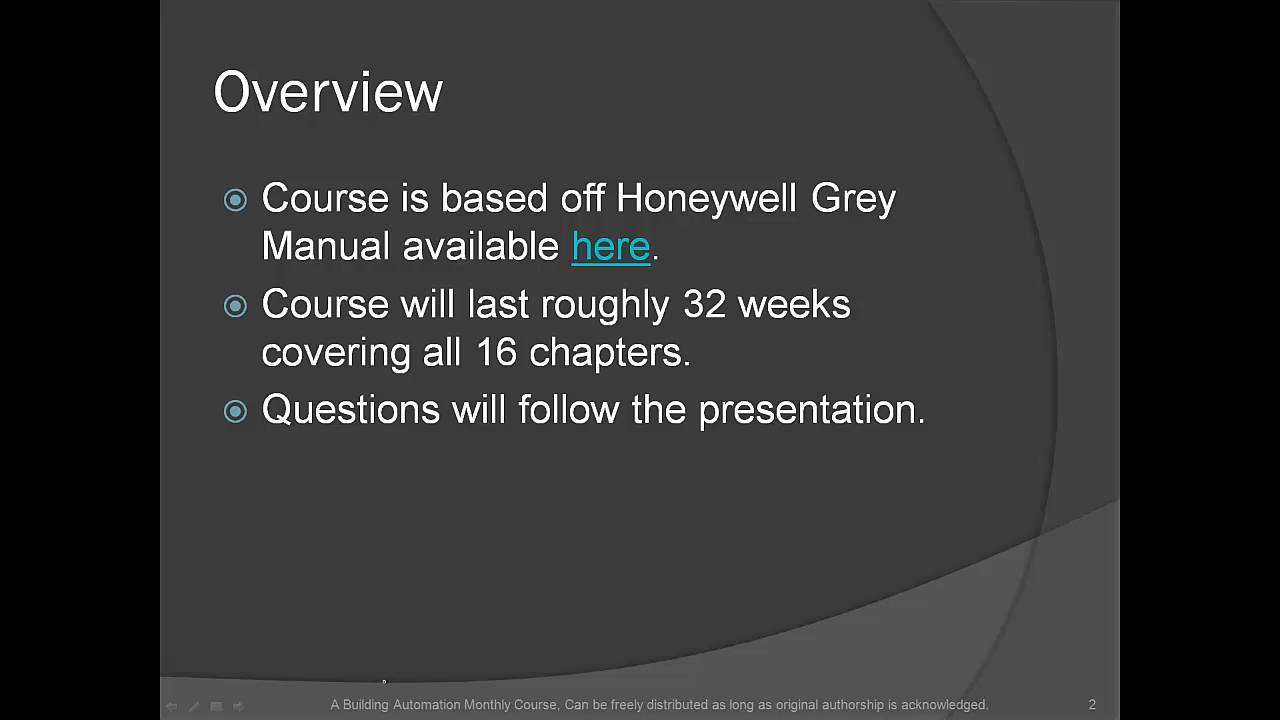 Overview
Course is based off Honeywell Grey
Manual available here.
Course will last roughly 32 weeks
covering all 16 chapters.
Questions will follow the presentation.
A Building Automation Monthly Course, Can be freely distributed as long as original authorship is acknowledged.
2